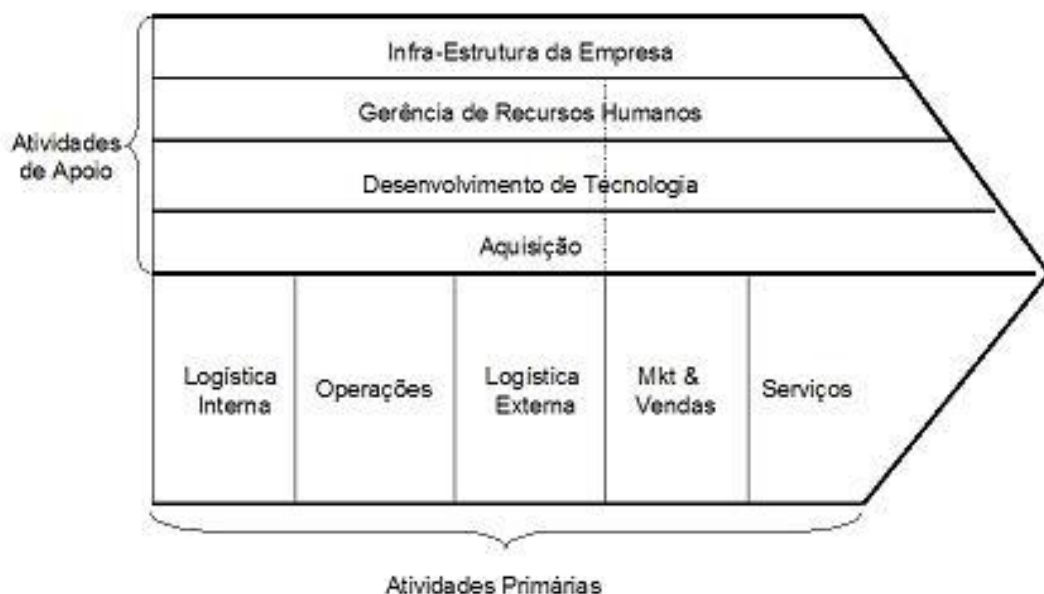 Infra-Estrutura da Empresa
Gerência de Recursos Humanos
Atividades
de Apoio
Desenvolvimento de Tecnologia
Aquisição
Logística
Interna
Operações
Logística
Externa
Mkt &
Vendas
Serviços
Atividades Primárias